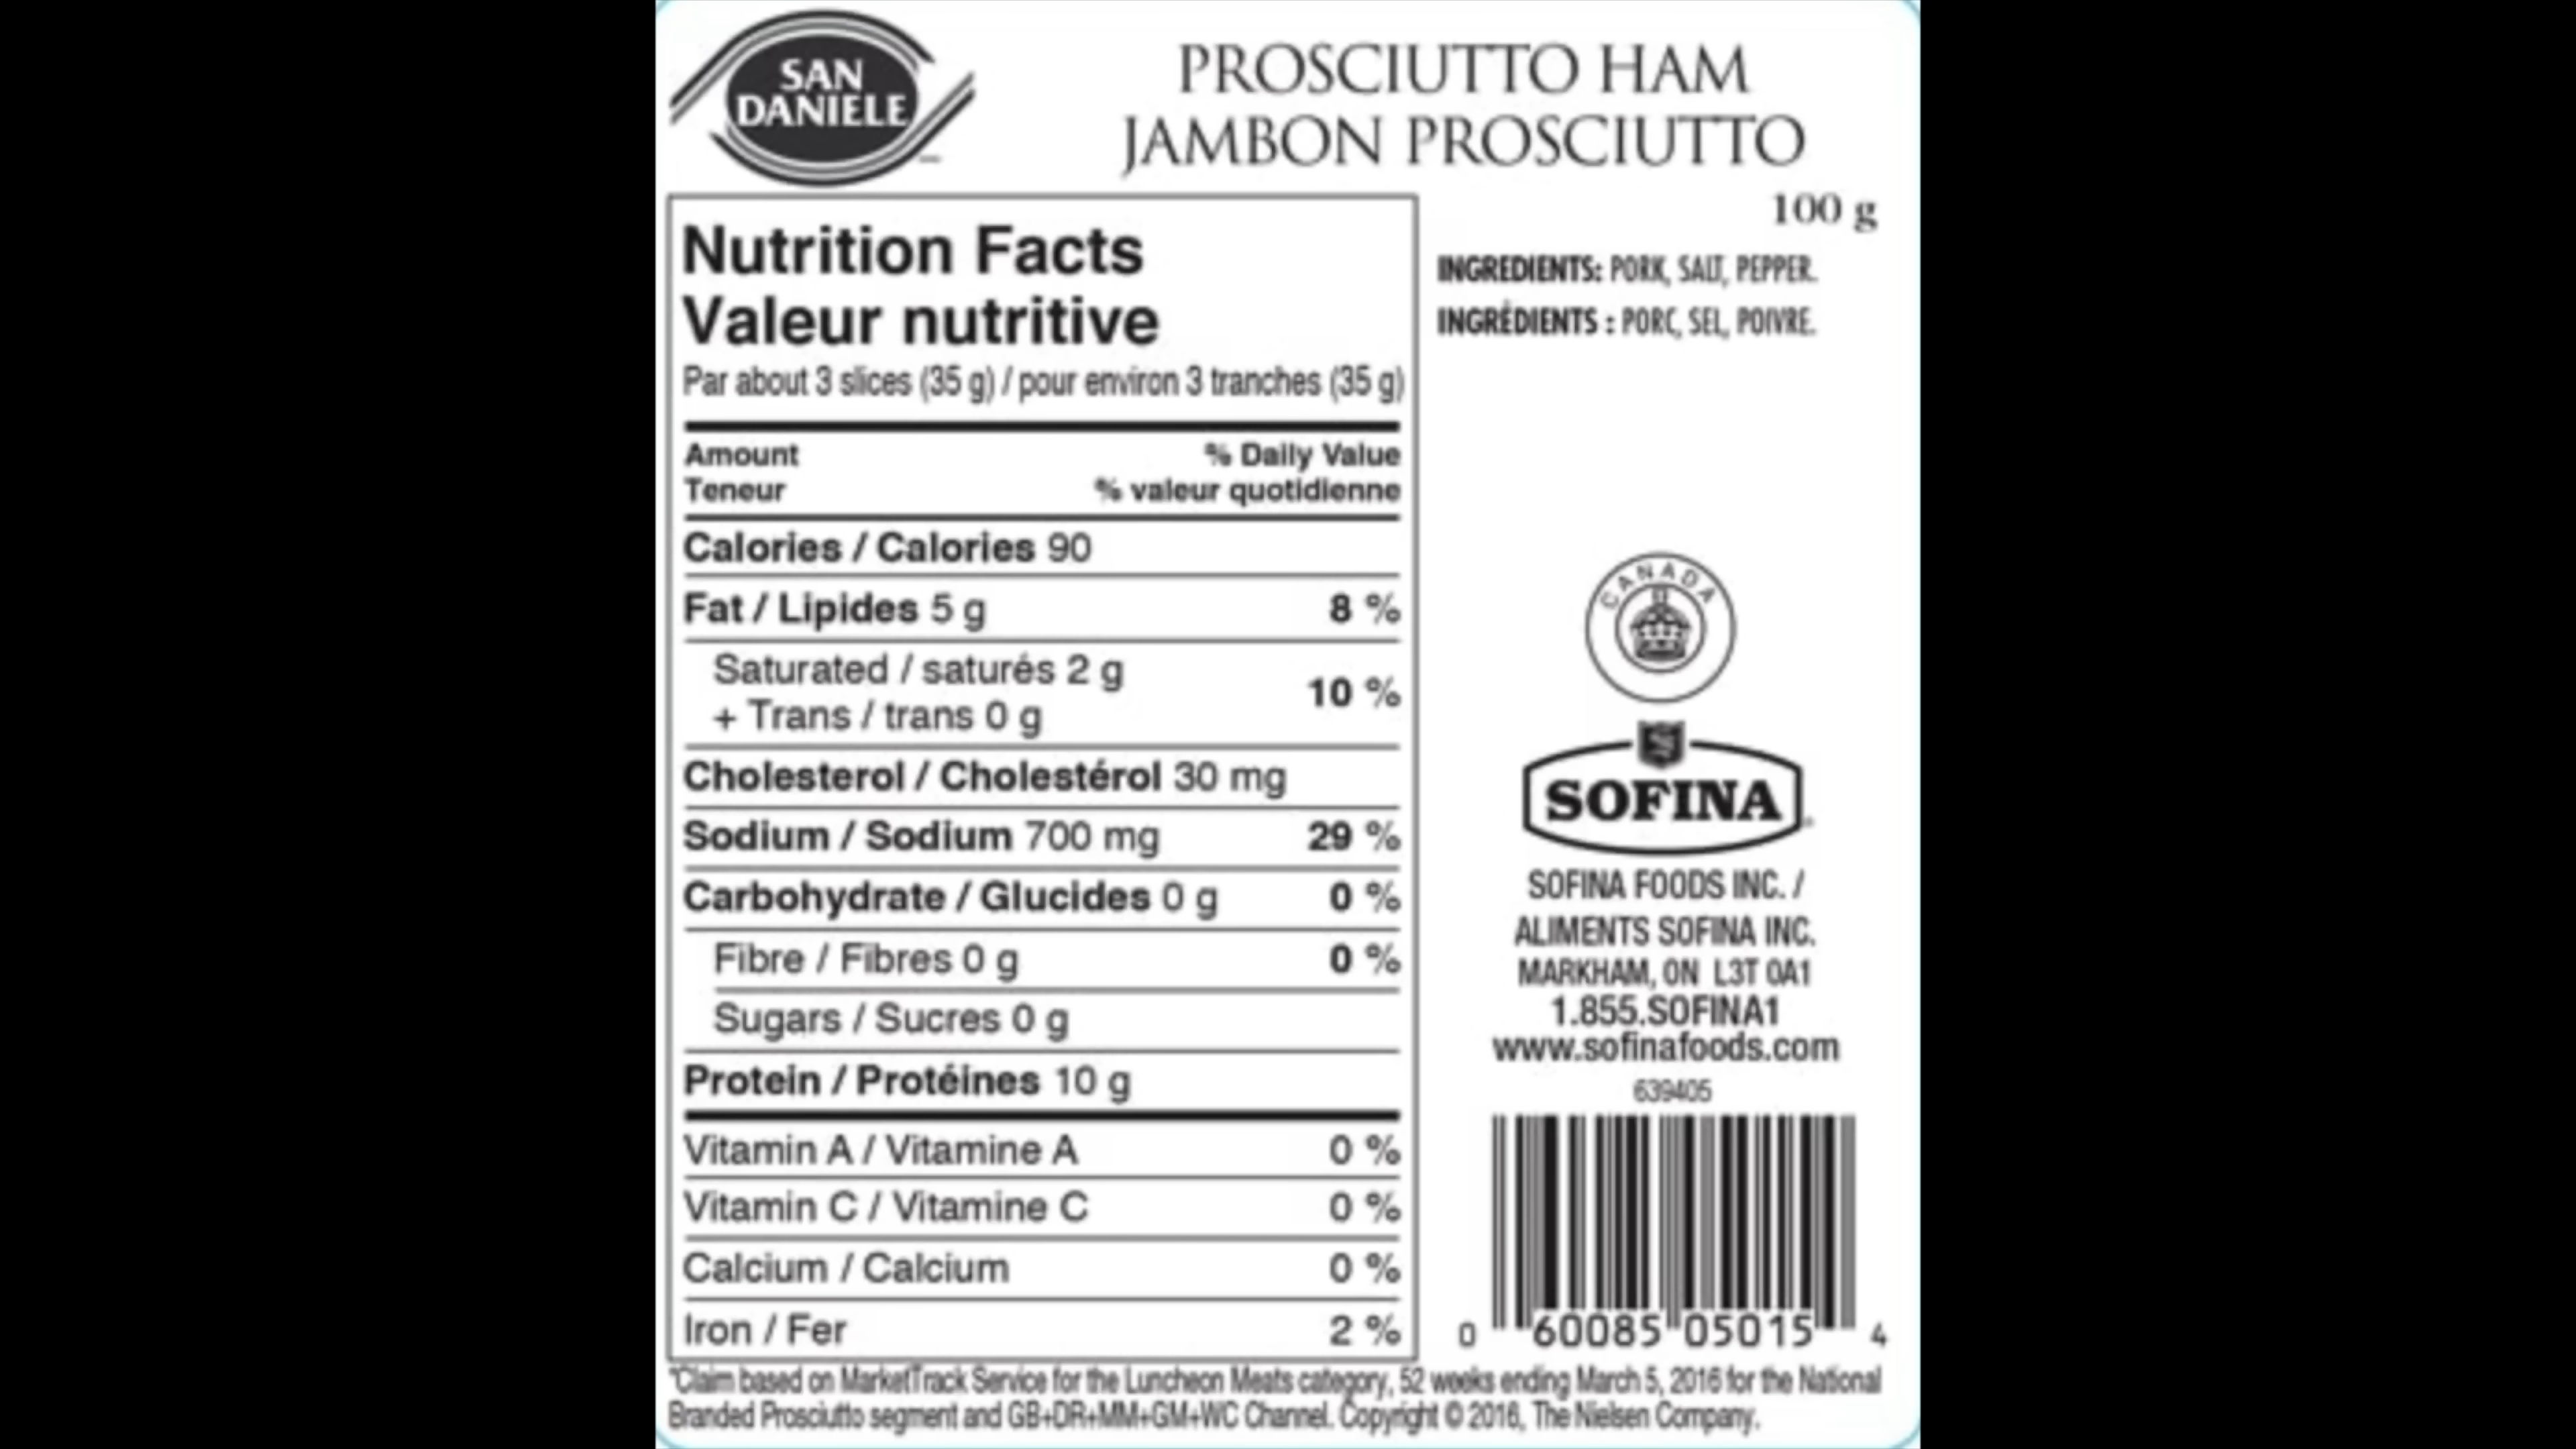 SAN
DANIELE
PROSCIUTTO HAM
JAMBON PROSCIUTTO
100 g
Nutrition Facts
Valeur nutritive
Par about 3 slices (35 g) / pour environ 3 tranches (35 g)
Amount % Daily Value
Teneur % valeur quotidienne
Calories / Calories 90
Fat / Lipides 5 g 8 %
Saturated / saturés 2 g
+ Trans / trans 0 g 10 %
Cholesterol / Cholestérol 30 mg
Sodium / Sodium 700 mg 29 %
Carbohydrate / Glucides 0 g 0 %
Fibre / Fibres 0 g 0 %
Sugars / Sucres 0 g
Protein / Protéines 10 g
Vitamin A / Vitamine A 0 %
Vitamin C / Vitamine C 0 %
Calcium / Calcium 0 %
Iron / Fer 2 %
INGREDIENTS: PORK, SALT, PEPPER.
INGRÉDIENTS : PORC, SEL, POIVRE.
CANADA
SOFINA
SOFINA FOODS INC. /
ALIMENTS SOFINA INC.
MARKHAM, ON L3T 0A1
1.855.SOFINA1
www.sofinafoods.com
639405
0 60085 05015 4
*Claim based on MarketTrack Service for the Luncheon Meats category, 52 weeks ending March 5, 2016 for the National
Branded Prosciutto segment and GB+DR+MM+GM+WC Channel. Copyright © 2016, The Nielsen Company.